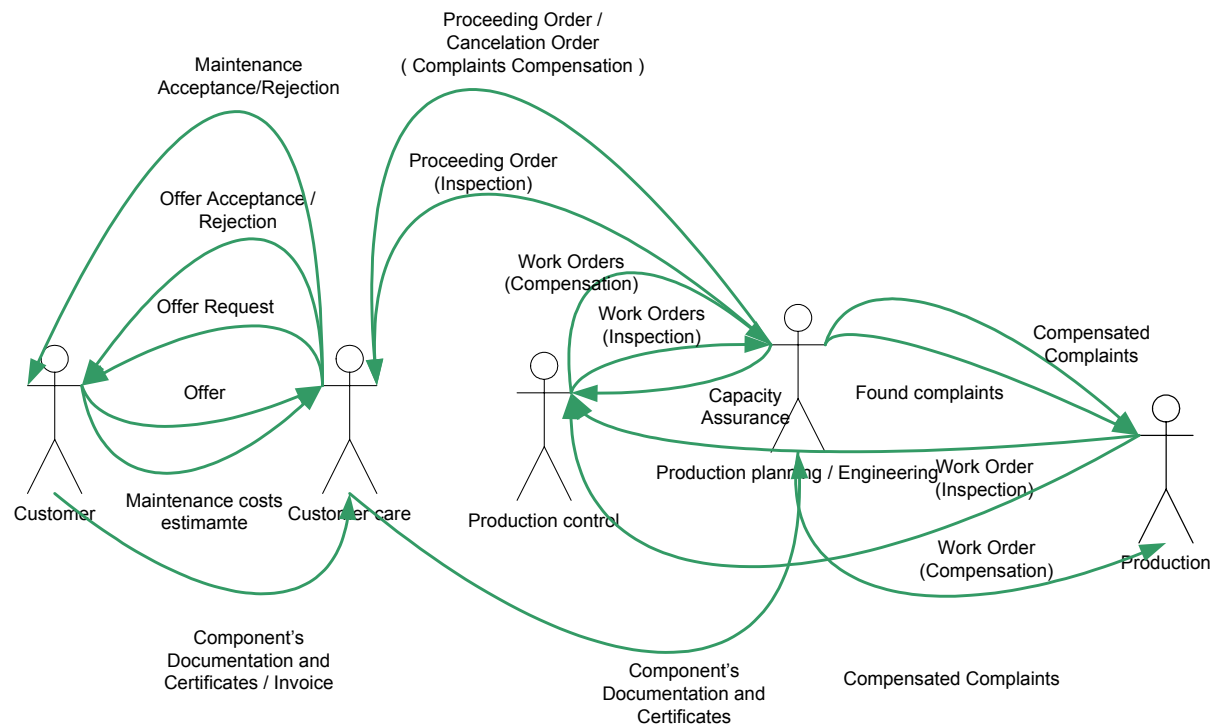 Proceeding Order /
Cancelation Order
( Complaints Compensation )
Maintenance
Acceptance/Rejection
Proceeding Order
(Inspection)
Offer Acceptance /
Rejection
Work Orders
(Compensation)
Offer Request
Work Orders
(Inspection)
Compensated
Complaints
Offer
Capacity
Assurance
Found complaints
Production planning / Engineering
Work Order
(Inspection)
Maintenance costs
estimamte
Customer
Customer care
Production control
Work Order
(Compensation)
Production
Component's
Documentation and
Certificates / Invoice
Component's
Documentation and
Certificates
Compensated Complaints